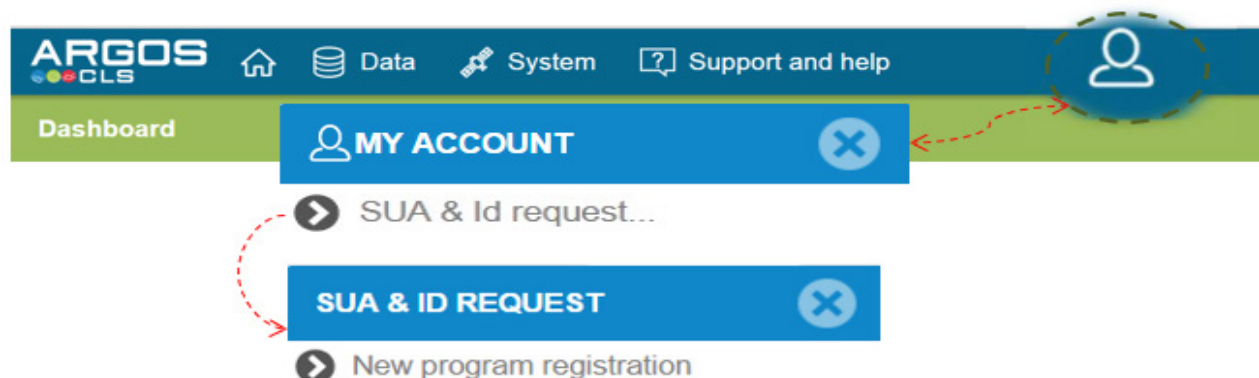 ARGOS
CLS
Data
System
Support and help
Dashboard
MY ACCOUNT
SUA & Id request...
SUA & ID REQUEST
New program registration